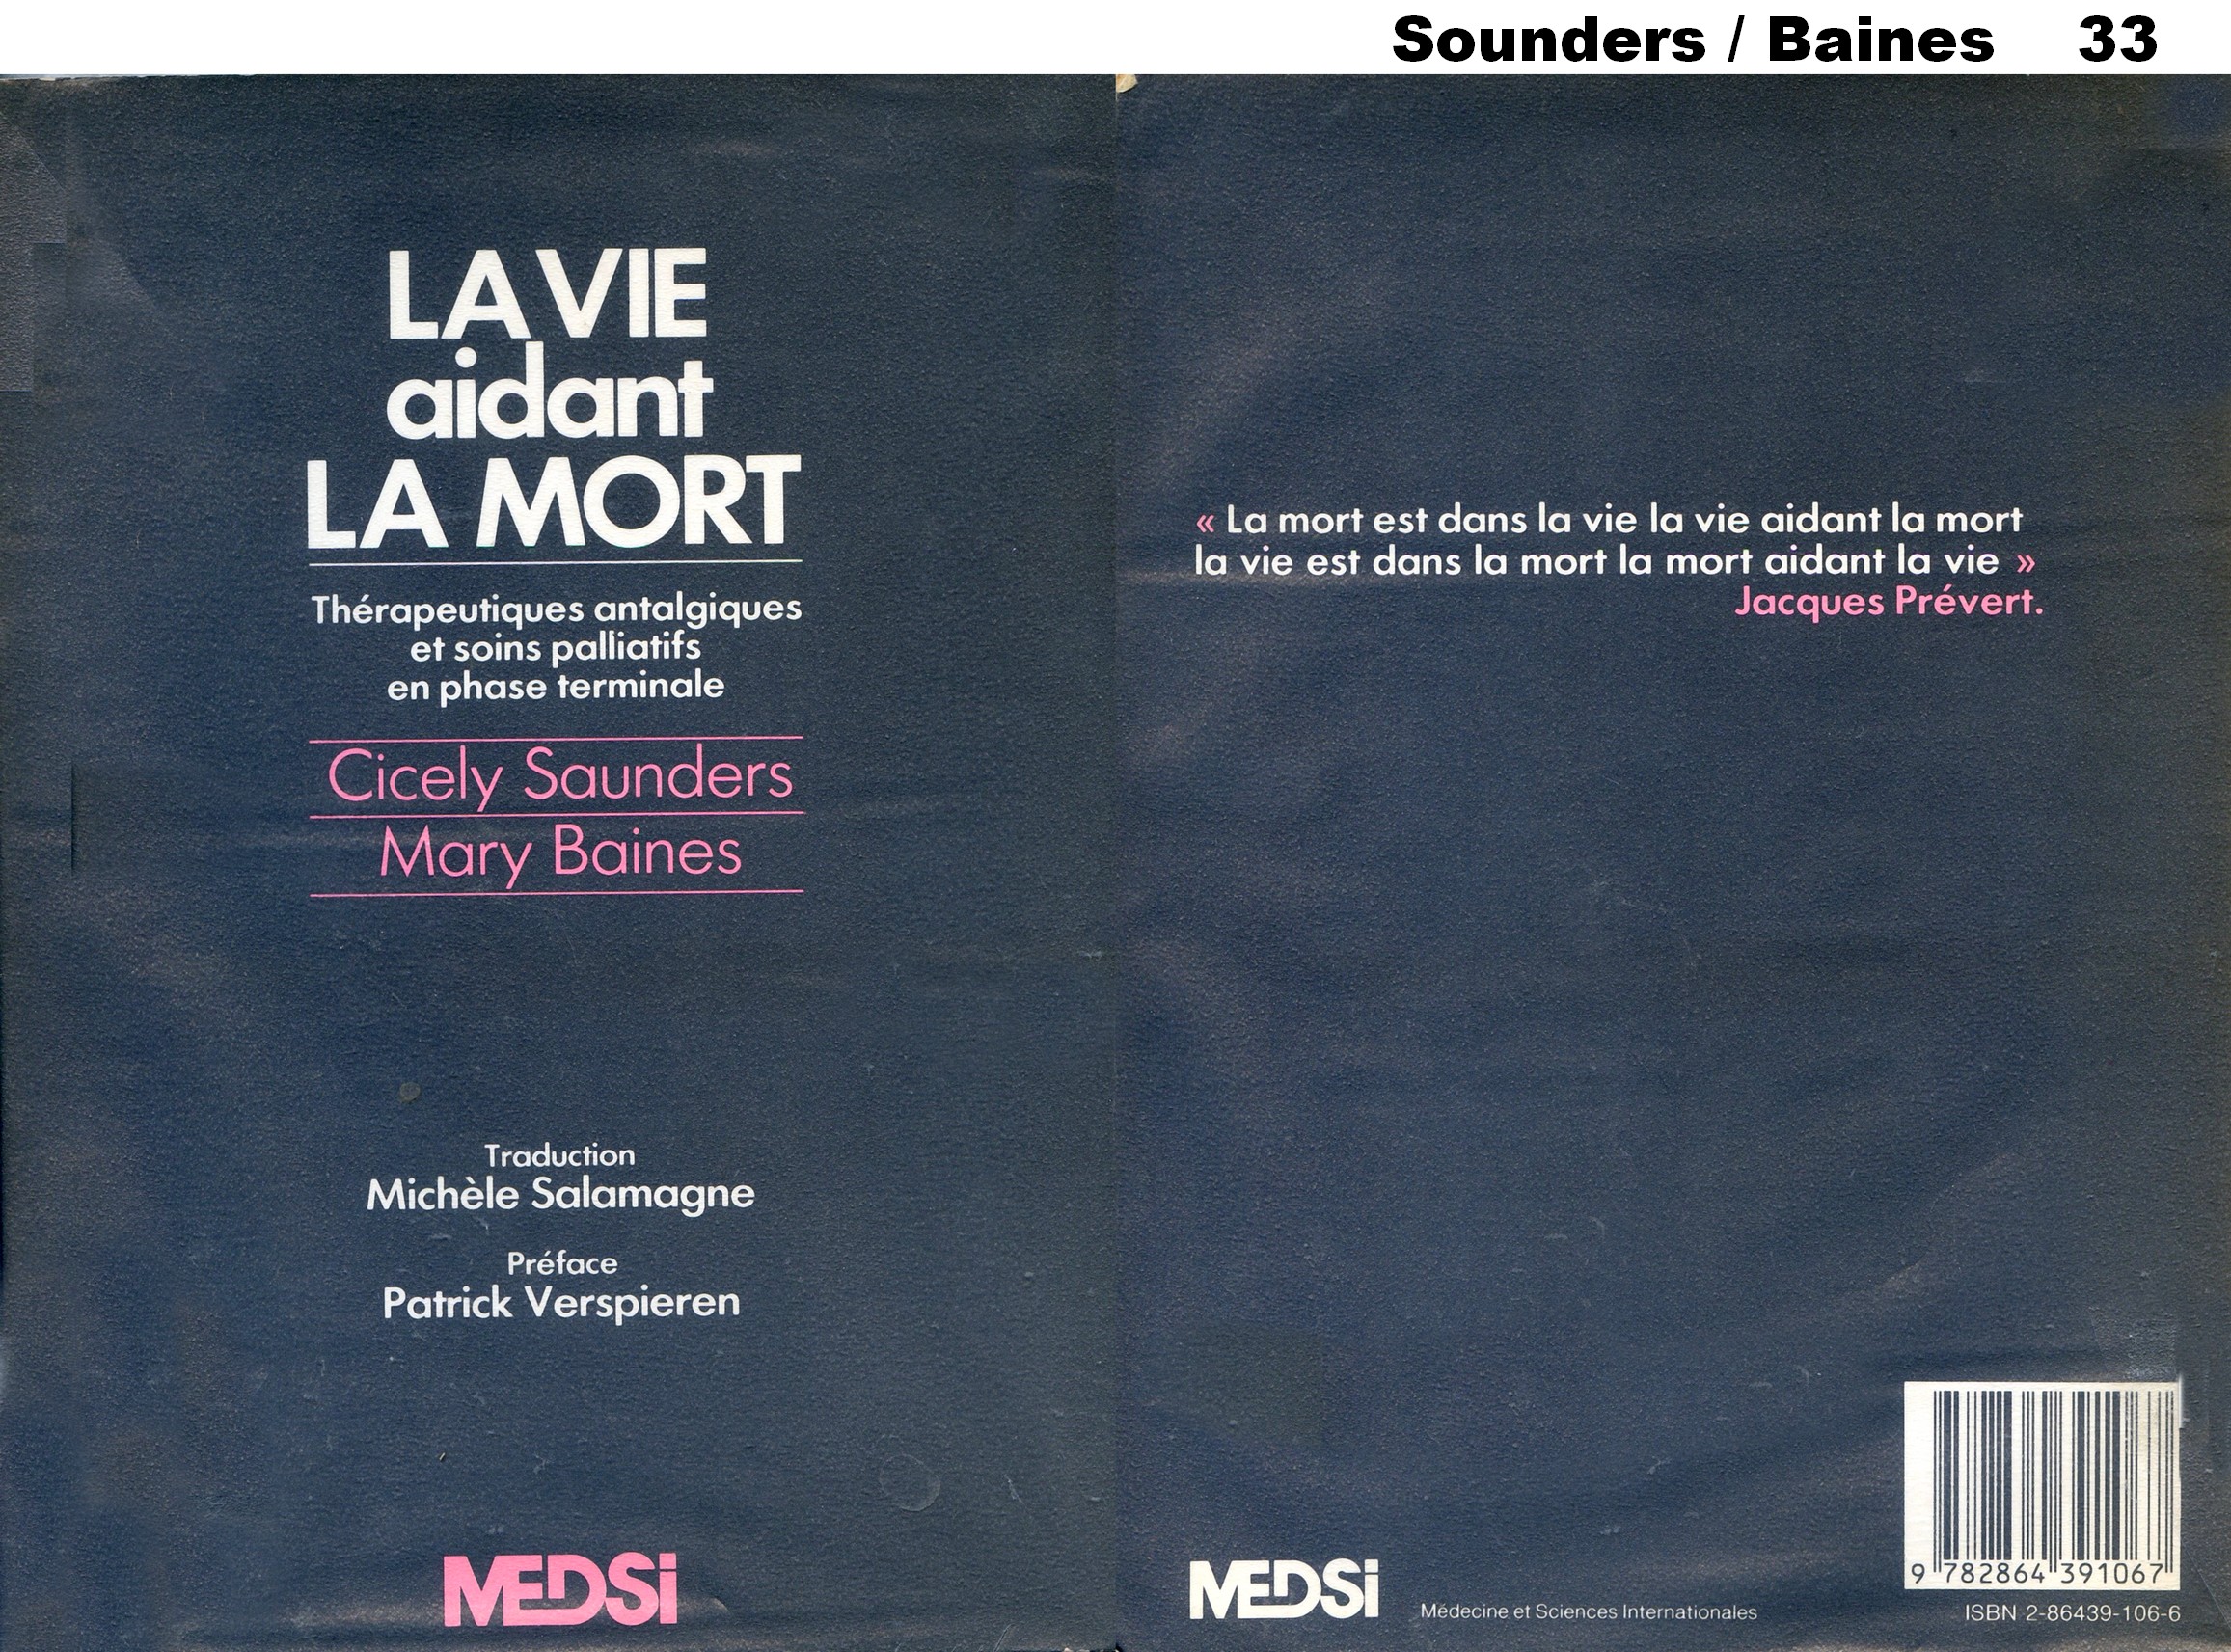 Sounders / Baines 33
LA VIE
aidant
LA MORT
Thérapeutiques antalgiques
et soins palliatifs
en phase terminale
Cicely Saunders
Mary Baines
Traduction
Michèle Salamagne
Préface
Patrick Verspieren
MEDSi
« La mort est dans la vie la vie aidant la mort
la vie est dans la mort la mort aidant la vie »
Jacques Prévert.
MEDSi
Médecine et Sciences Internationales
9 782864 391067
ISBN 2-86439-106-6